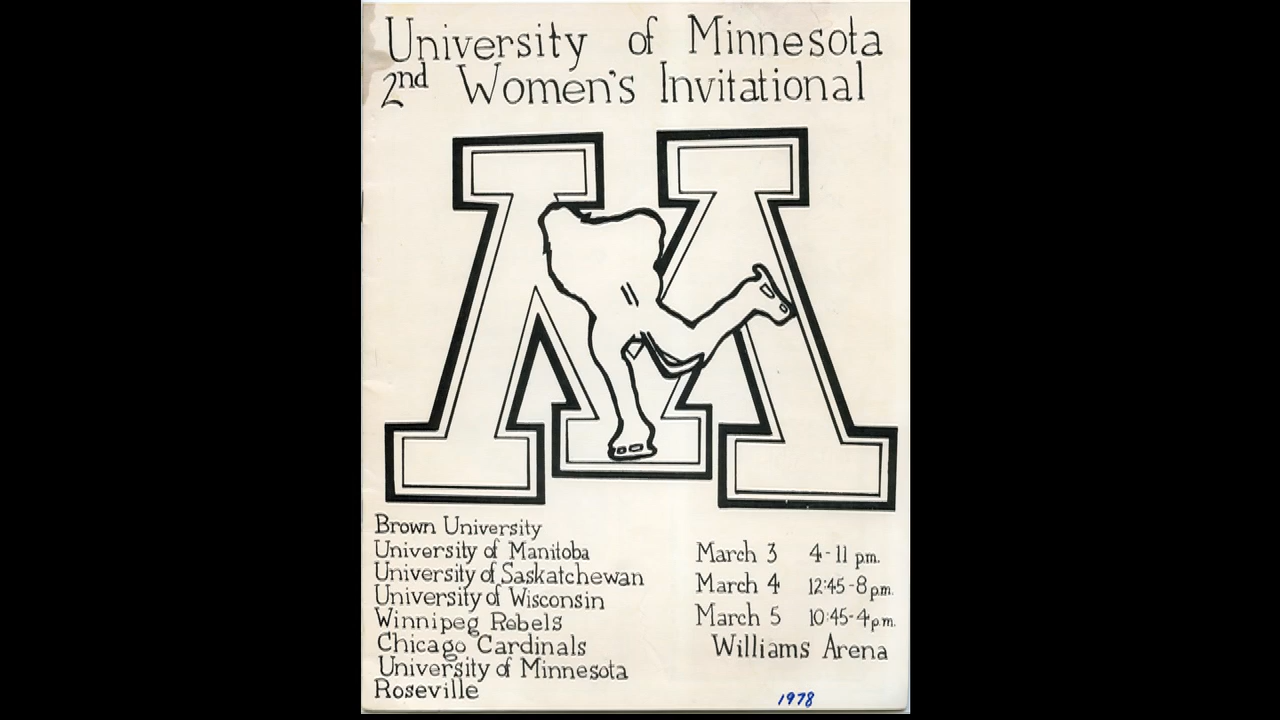 University of Minnesota
2nd Women's Invitational
M
Brown University
University of Manitoba
University of Saskatchewan
University of Wisconsin
Winnipeg Rebels
Chicago Cardinals
University of Minnesota
Roseville
March 3 4-11 p.m.
March 4 12:45-8 p.m.
March 5 10:45-4 p.m.
Williams Arena
1978